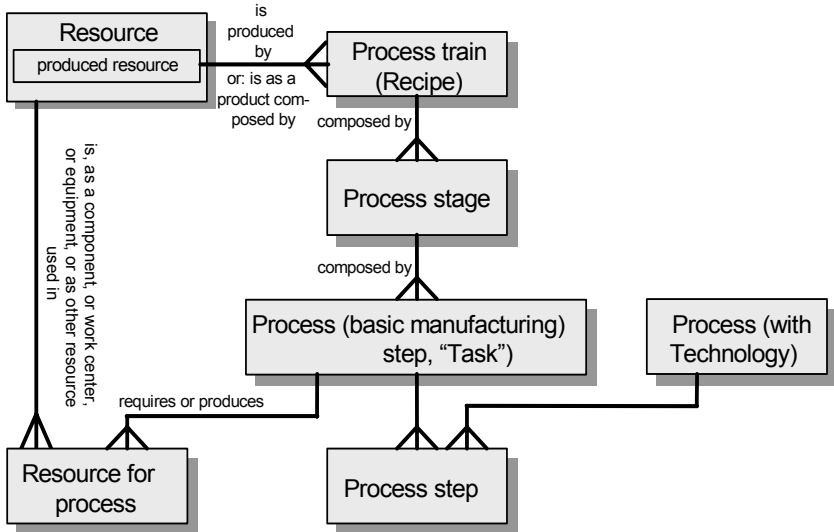 Resource
produced resource
is
produced
by
or: is as a
product com-
posed by
Process train
(Recipe)
composed by
is, as a component, or work center,
or equipment, or as other resource
used in
Process stage
composed by
Process (basic manufacturing)
step, “Task”)
Process (with
Technology)
requires or produces
Resource for
process
Process step